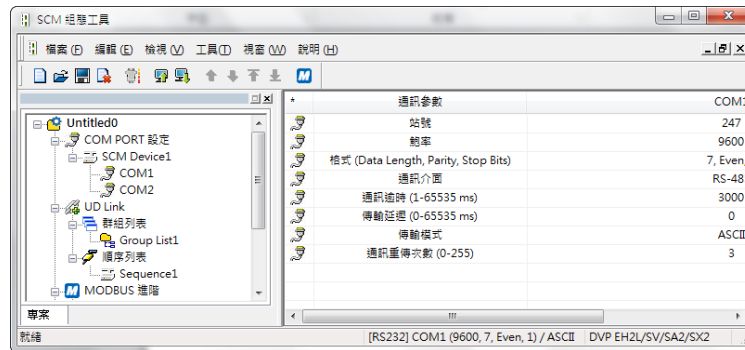 SCM 組態工具
檔案 (F) 編輯 (E) 檢視 (V) 工具(T) 視窗 (W) 說明 (H)
Untitled0
COM PORT 設定
SCM Device1
COM1
COM2
UD Link
群組列表
Group List1
順序列表
Sequence1
MODBUS 進階
專案
* 通訊參數 COM1
站號 247
鮑率 9600
格式 (Data Length, Parity, Stop Bits) 7, Even,
通訊介面 RS-48
通訊逾時 (1-65535 ms) 3000
傳輸延遲 (0-65535 ms) 0
傳輸模式 ASCII
通訊重傳次數 (0-255) 3
就緒 [RS232] COM1 (9600, 7, Even, 1) / ASCII DVP EH2L/SV/SA2/SX2